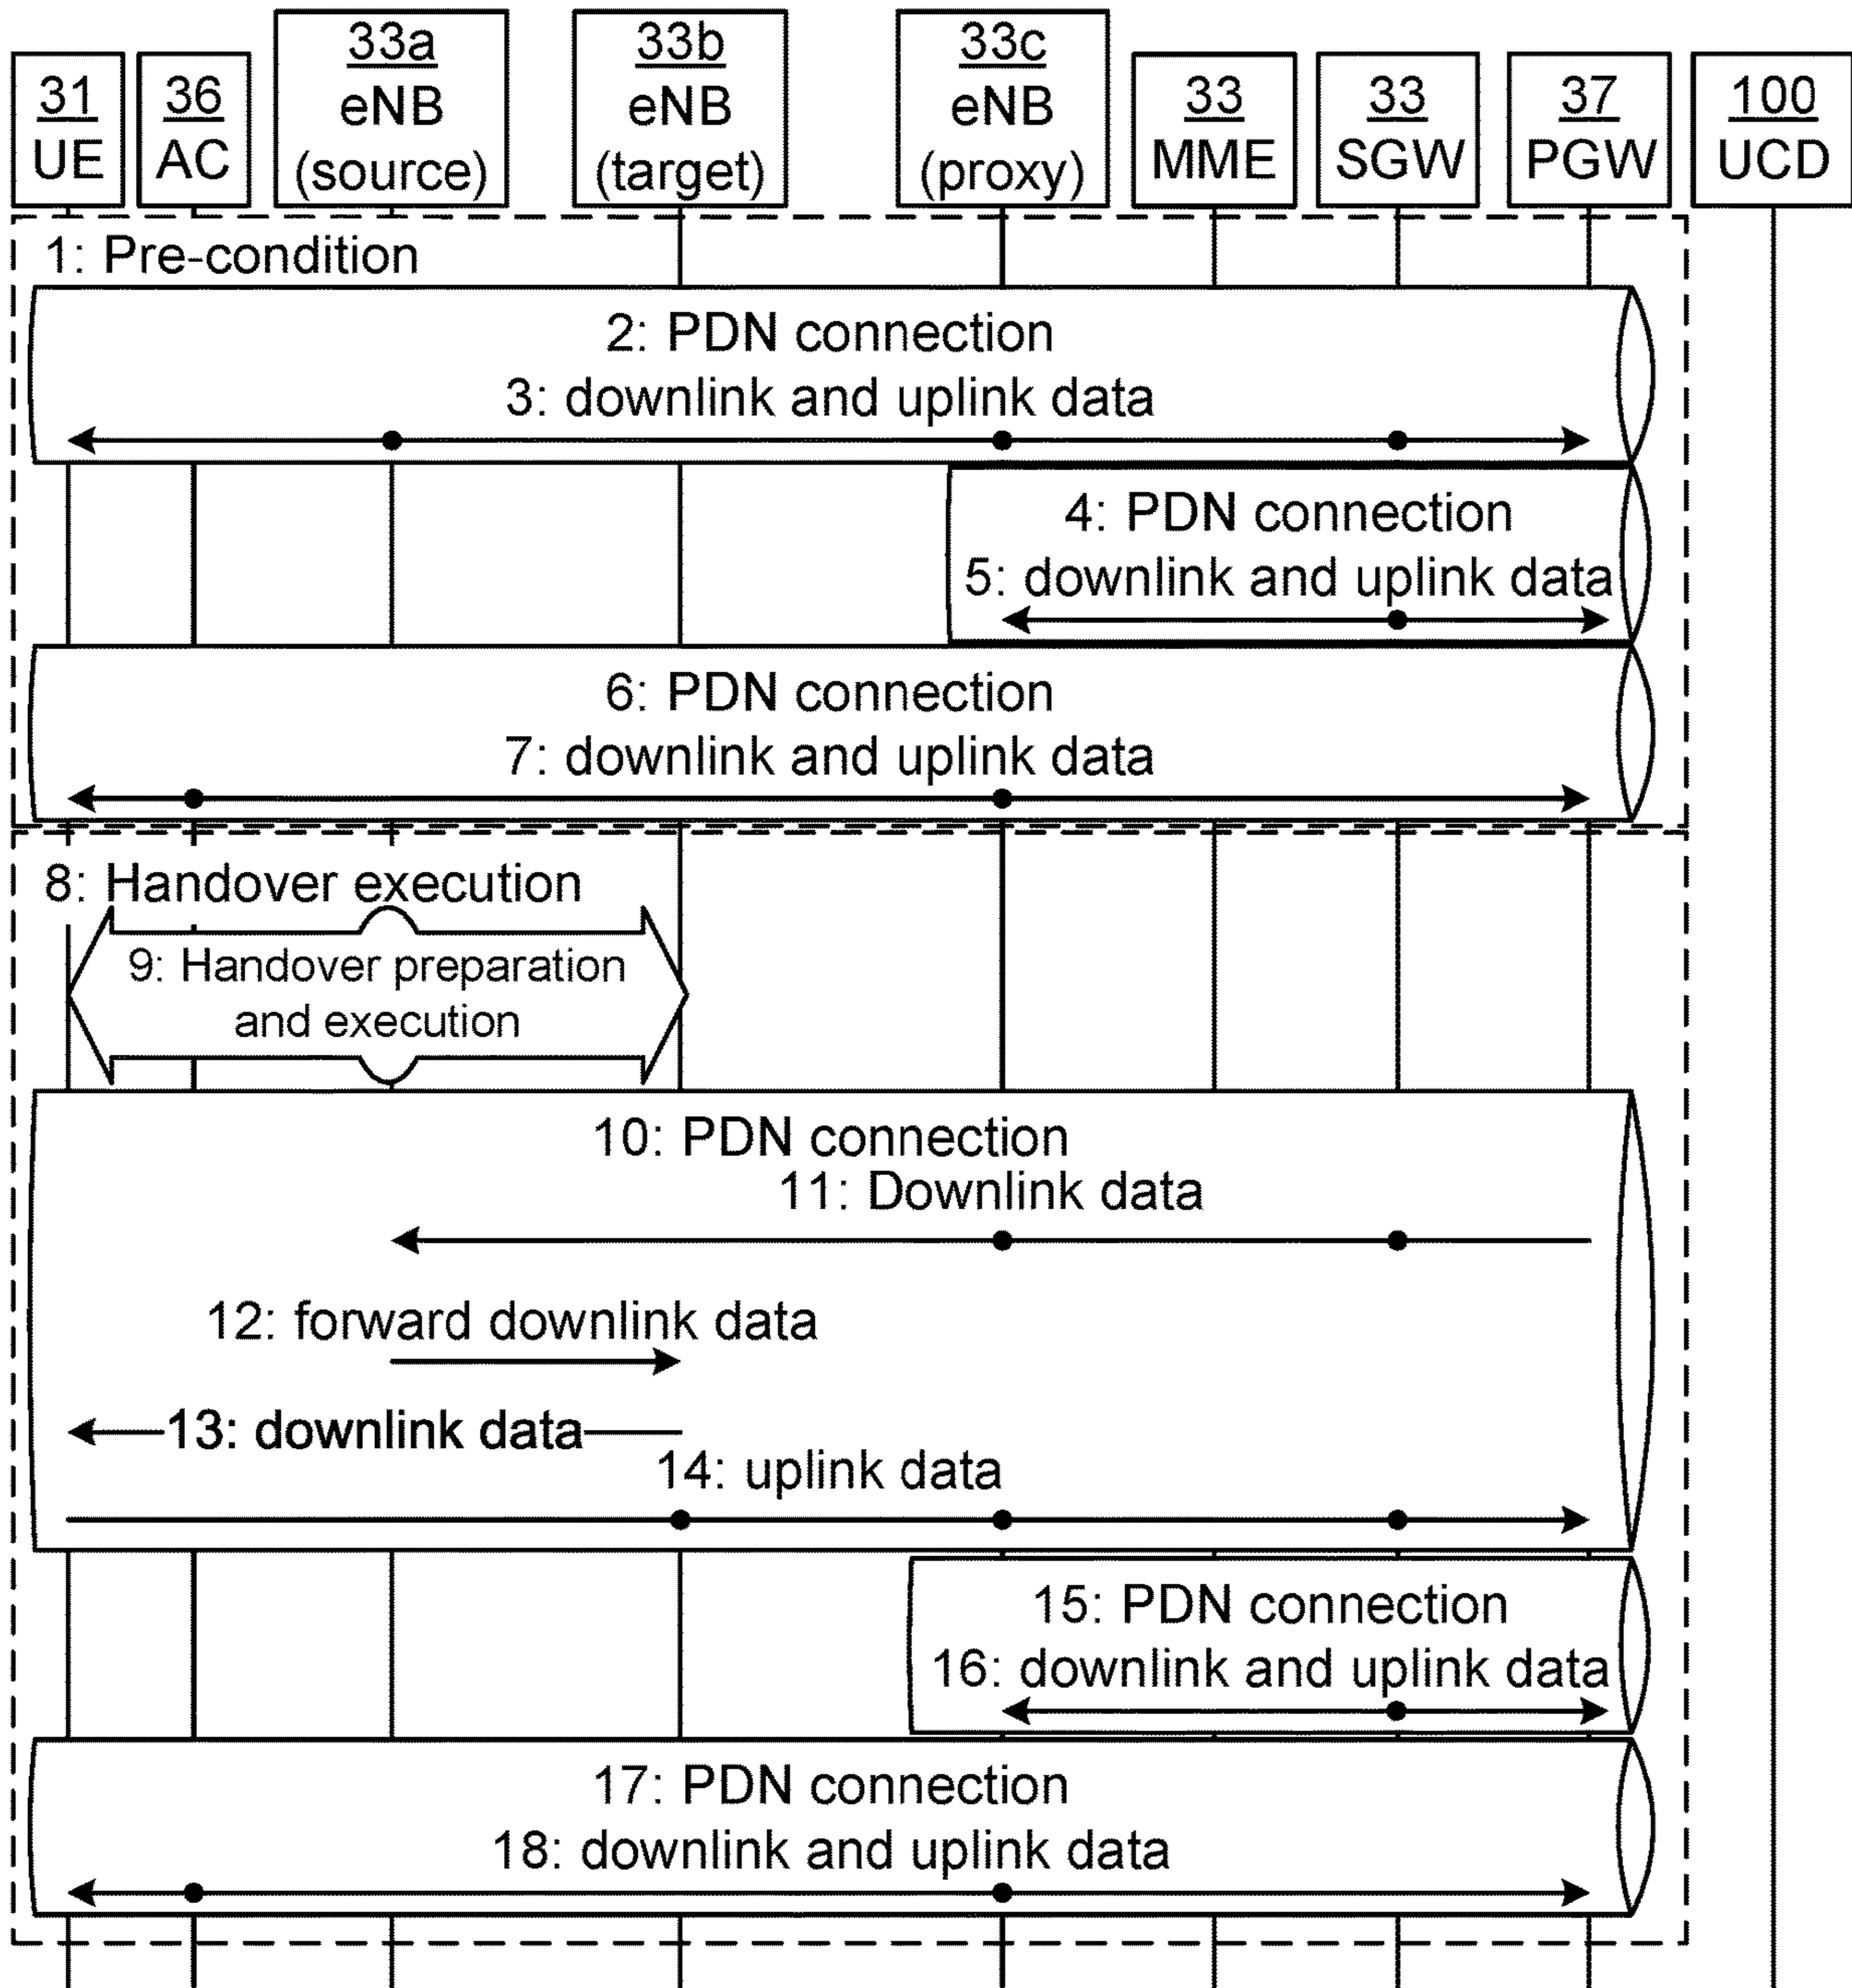 31
UE
36
AC
33a
eNB
(source)
33b
eNB
(target)
33c
eNB
(proxy)
33
MME
33
SGW
37
PGW
100
UCD
1: Pre-condition
2: PDN connection
3: downlink and uplink data
4: PDN connection
5: downlink and uplink data
6: PDN connection
7: downlink and uplink data
8: Handover execution
9: Handover preparation
and execution
10: PDN connection
11: Downlink data
12: forward downlink data
13: downlink data
14: uplink data
15: PDN connection
16: downlink and uplink data
17: PDN connection
18: downlink and uplink data